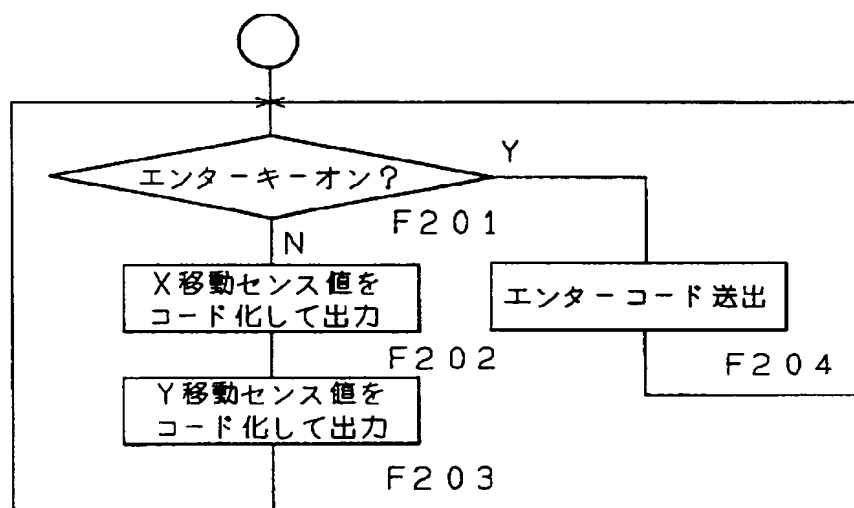 エンターキーオン？
Y
F201
N
X移動センス値を
コード化して出力
F202
エンターコード送出
F204
Y移動センス値を
コード化して出力
F203